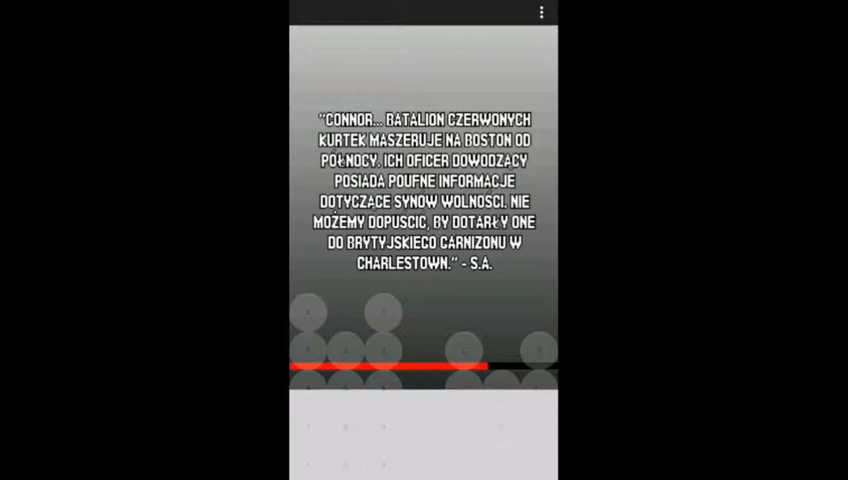 "CONNOR... BATALION CZERWONYCH
KURTEK MASZERUJE NA BOSTON OD
PÓŁNOCY. ICH OFICER DOWODZĄCY
POSIADA POUFNE INFORMACJE
DOTYCZĄCE SYNÓW WOLNOŚCI. NIE
MOŻEMY DOPUŚCIĆ, BY DOTARŁY ONE
DO BRYTYJSKIEGO GARNIZONU W
CHARLESTOWN." - S.A.